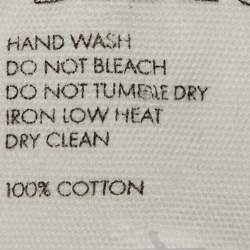 HAND WASH
DO NOT BLEACH
DO NOT TUMBLE DRY
IRON LOW HEAT
DRY CLEAN
100% COTTON